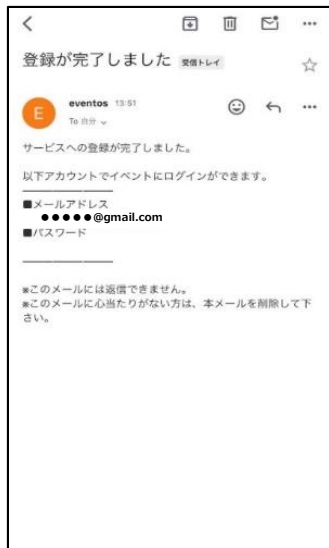 登録が完了しました 受信トレイ
E
eventos 13:51
To 自分
サービスへの登録が完了しました。
以下アカウントでイベントにログインができます。
■メールアドレス
●●●●●@gmail.com
■パスワード
※このメールには返信できません。
※このメールに心当たりがない方は、本メールを削除して下
さい。